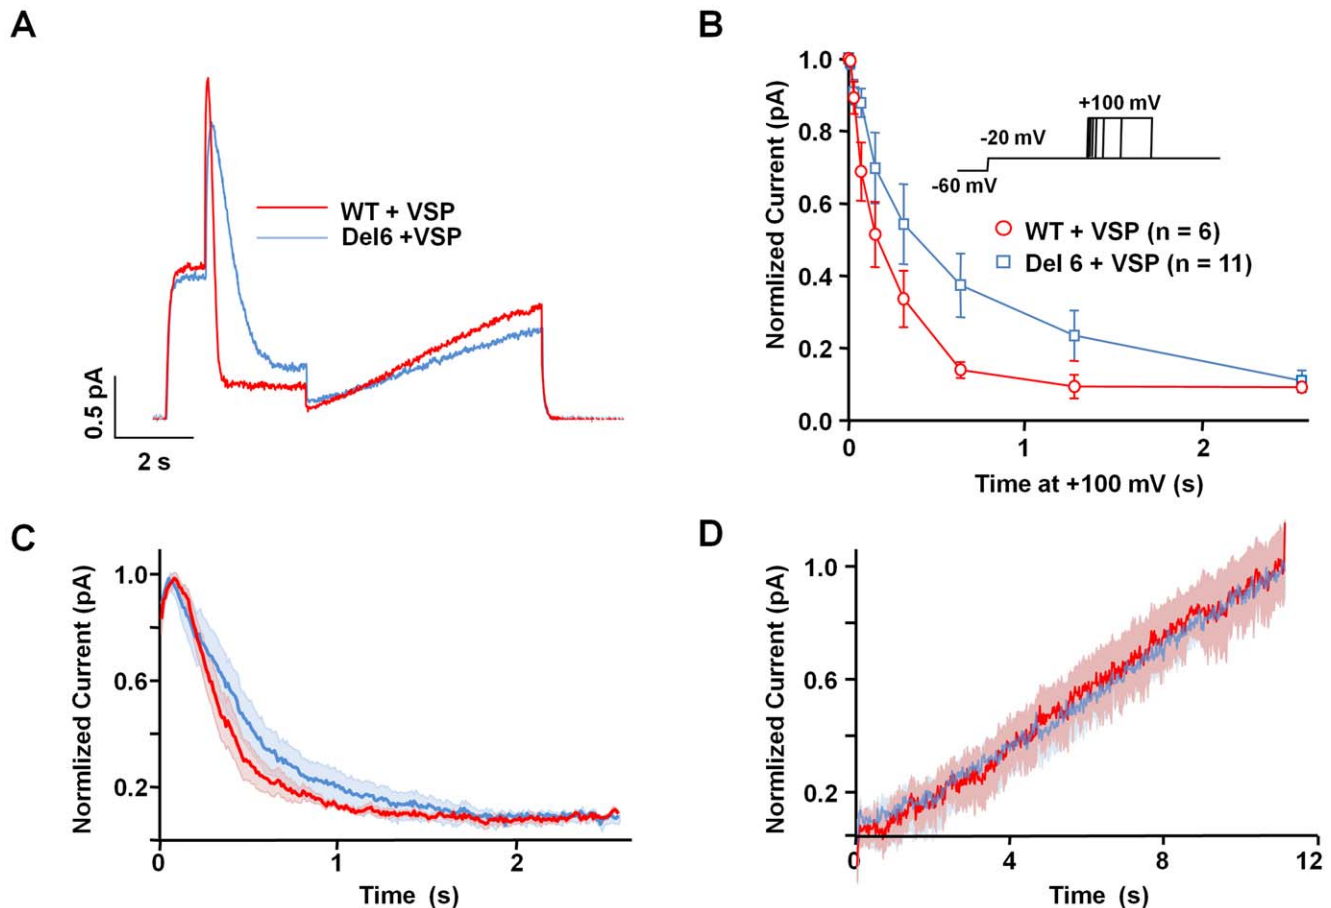 A
WT + VSP
Del6 +VSP
0.5 pA
2 s
B
Normlized Current (pA)
1.0
0.8
0.6
0.4
0.2
0.0
0
1
2
Time at +100 mV (s)
+100 mV
-20 mV
-60 mV
WT + VSP (n = 6)
Del 6 + VSP (n = 11)
C
Normlized Current (pA)
1.0
0.6
0.2
0
1
2
Time (s)
D
Normlized Current (pA)
1.0
0.6
0.2
0
4
8
12
Time (s)